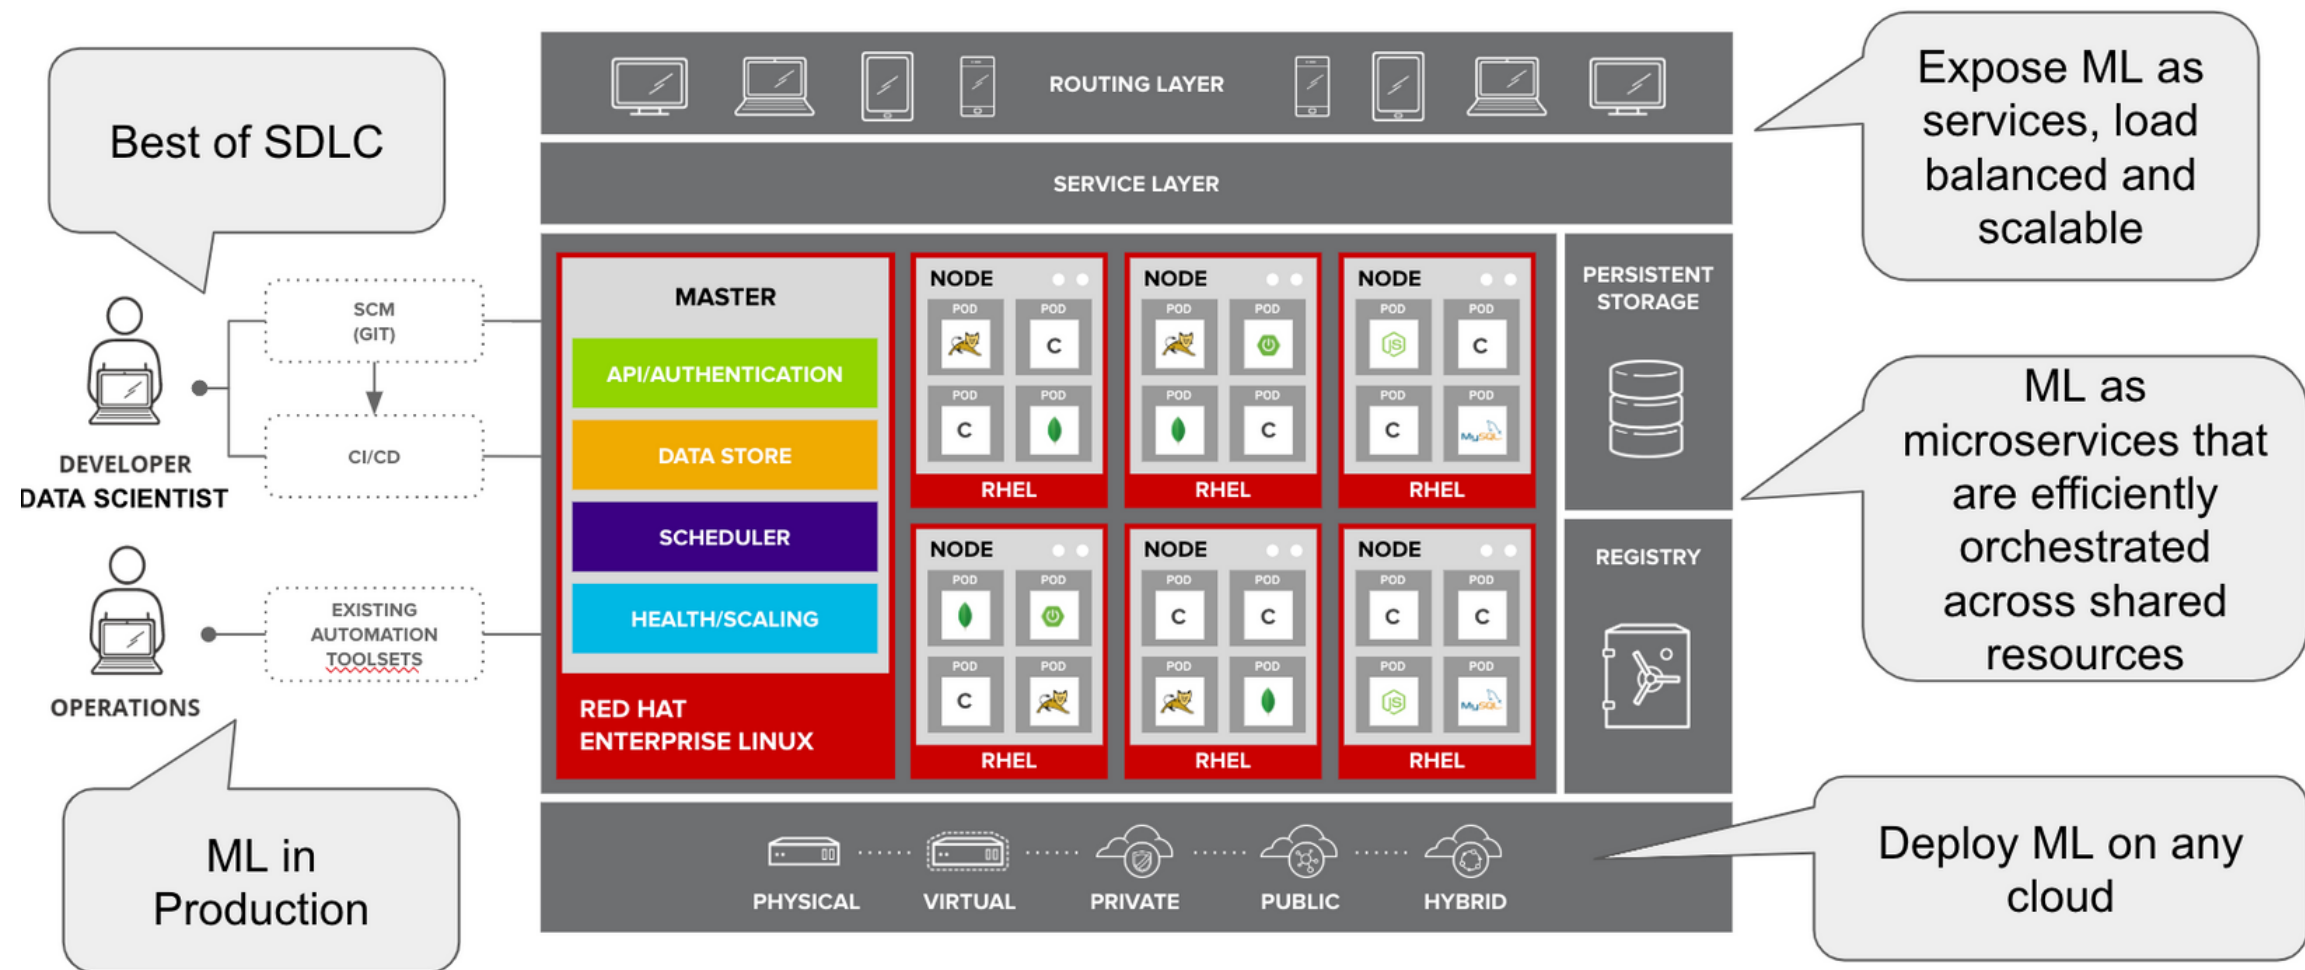 Best of SDLC
ROUTING LAYER
Expose ML as
services, load
balanced and
scalable
SERVICE LAYER
SCM
(GIT)
CI/CD
DEVELOPER
DATA SCIENTIST
EXISTING
AUTOMATION
TOOLSETS
OPERATIONS
ML in
Production
MASTER
API/AUTHENTICATION
DATA STORE
SCHEDULER
HEALTH/SCALING
RED HAT
ENTERPRISE LINUX
NODE
POD
POD
C
POD
POD
C
RHEL
NODE
POD
POD
POD
POD
C
RHEL
NODE
POD
POD
JS
C
POD
POD
C
MySQL
RHEL
NODE
POD
POD
POD
POD
C
RHEL
NODE
POD
POD
C
C
POD
POD
RHEL
NODE
POD
POD
C
C
POD
POD
JS
MySQL
RHEL
PERSISTENT
STORAGE
REGISTRY
ML as
microservices that
are efficiently
orchestrated
across shared
resources
PHYSICAL
VIRTUAL
PRIVATE
PUBLIC
HYBRID
Deploy ML on any
cloud